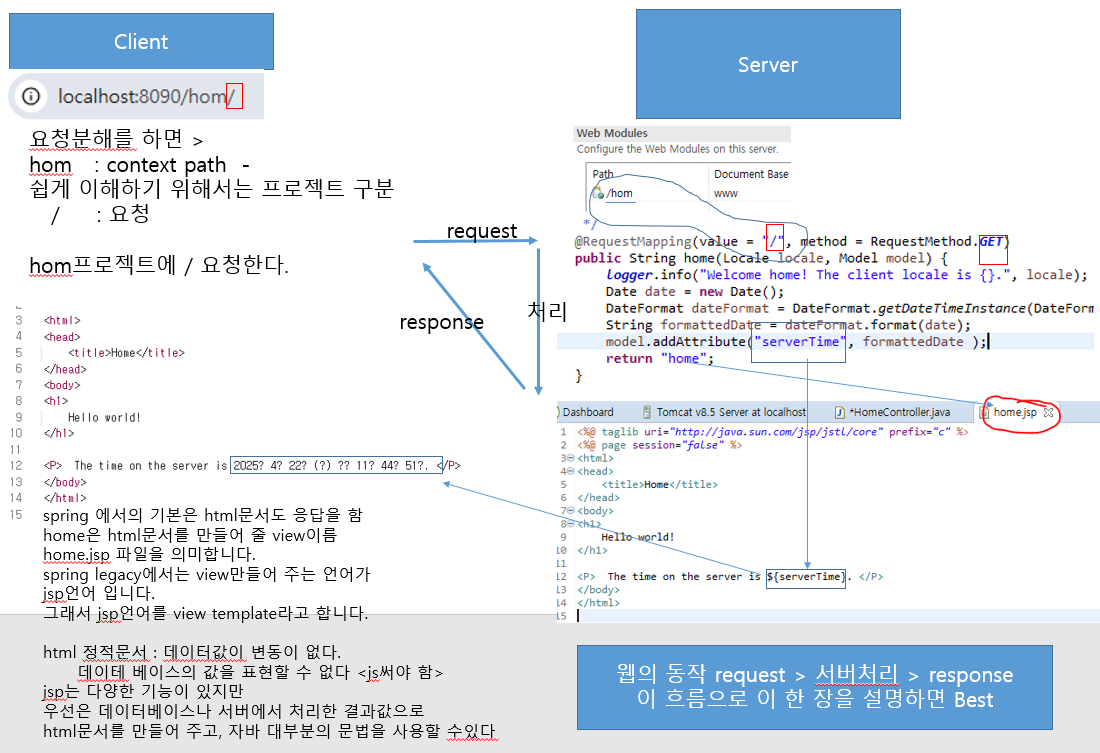 Client
localhost:8090/hom/
요청분해를 하면 >
hom : context path -
쉽게 이해하기 위해서는 프로젝트 구분
/ : 요청
hom프로젝트에 / 요청한다.
Server
Web Modules
Configure the Web Modules on this server.
Path Document Base
/hom www
*/
@RequestMapping(value = "/", method = RequestMethod.GET)
public String home(Locale locale, Model model) {
logger.info("Welcome home! The client locale is {}.", locale);
Date date = new Date();
DateFormat dateFormat = DateFormat.getDateTimeInstance(DateForm
String formattedDate = dateFormat.format(date);
model.addAttribute("serverTime", formattedDate );
return "home";
}
request
처리
response
3 <html>
4 <head>
5 <title>Home</title>
6 </head>
7 <body>
8 <h1>
9 Hello world!
10 </h1>
11
12 <P> The time on the server is 2025? 4? 22? (?) ?? 11? 44? 51?. </P>
13 </body>
14 </html>
15
spring 에서의 기본은 html문서도 응답을 함
home은 html문서를 만들어 줄 view이름
home.jsp 파일을 의미합니다.
spring legacy에서는 view만들어 주는 언어가
jsp언어 입니다.
그래서 jsp언어를 view template라고 합니다.
html 정적문서 : 데이터값이 변동이 없다.
데이테 베이스의 값을 표현할 수 없다 <js써야 함>
jsp는 다양한 기능이 있지만
우선은 데이터베이스나 서버에서 처리한 결과값으로
html문서를 만들어 주고, 자바 대부분의 문법을 사용할 수있다
Dashboard Tomcat v8.5 Server at localhost *HomeController.java home.jsp
1 <%@ taglib uri="http://java.sun.com/jsp/jstl/core" prefix="c" %>
2 <%@ page session="false" %>
3 <html>
4 <head>
5 <title>Home</title>
6 </head>
7 <body>
8 <h1>
9 Hello world!
10 </h1>
11
12 <P> The time on the server is ${serverTime}. </P>
13 </body>
14 </html>
15
웹의 동작 request > 서버처리 > response
이 흐름으로 이 한 장을 설명하면 Best